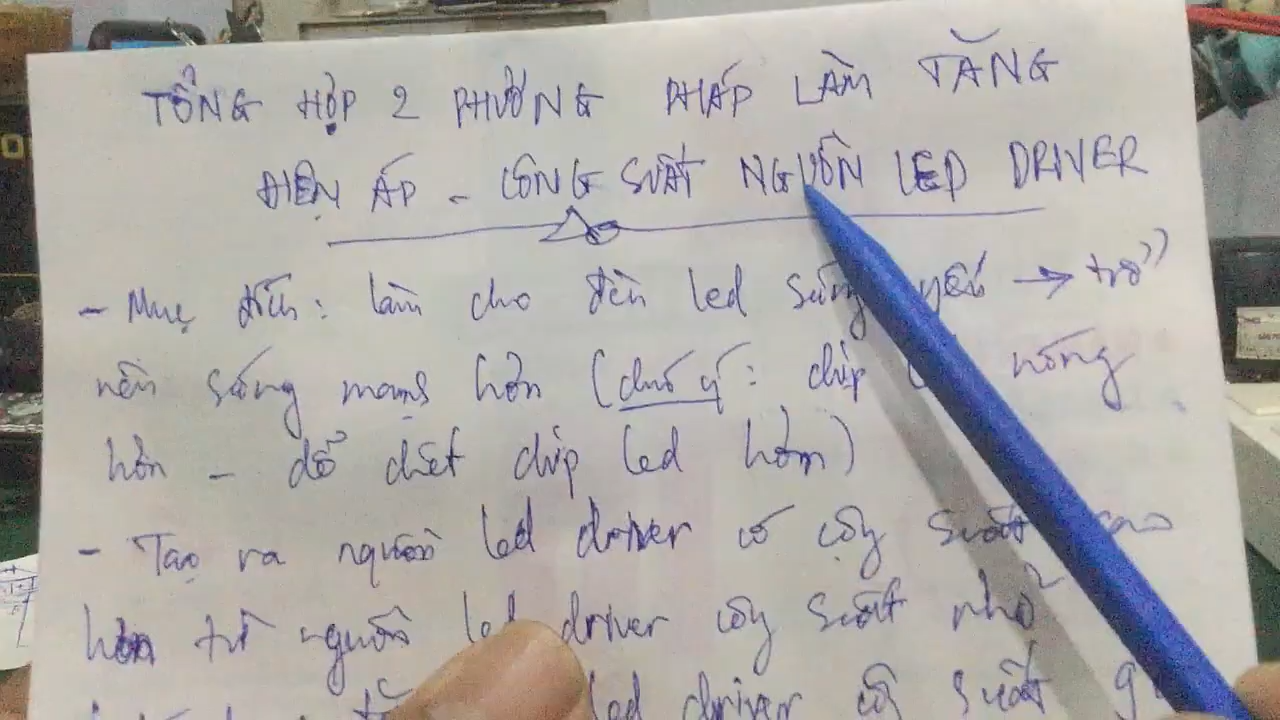 TỔNG HỢP 2 PHƯƠNG PHÁP LÀM TĂNG
ĐIỆN ÁP - CÔNG SUẤT NGUỒN LED DRIVER
- Mục đích: làm cho đèn led sáng yếu → trở
nên sáng mạnh hơn (chú ý: chip nóng
hơn - dễ chết chip led hơn)
- Tạo ra nguồn led driver có công suất cao
hơn từ nguồn led driver công suất nhỏ
led driver công suất